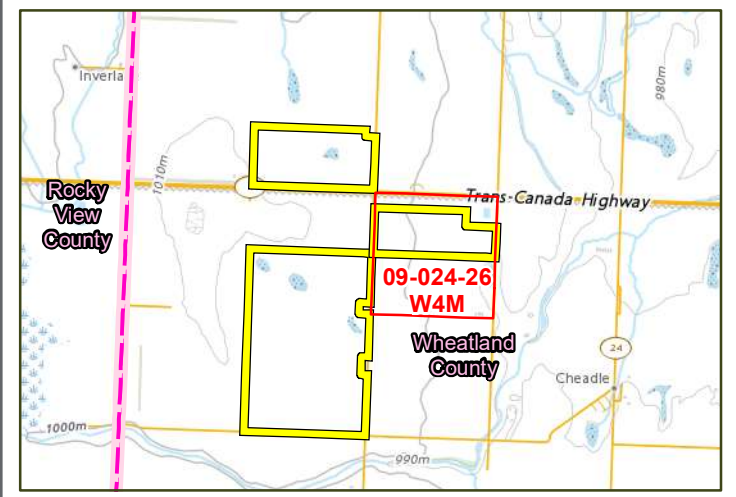 Inverla
980m
1010m
Rocky
View
County
Trans-Canada-Highway
09-024-26
W4M
Wheatland
County
24
Cheadle
1000m
990m